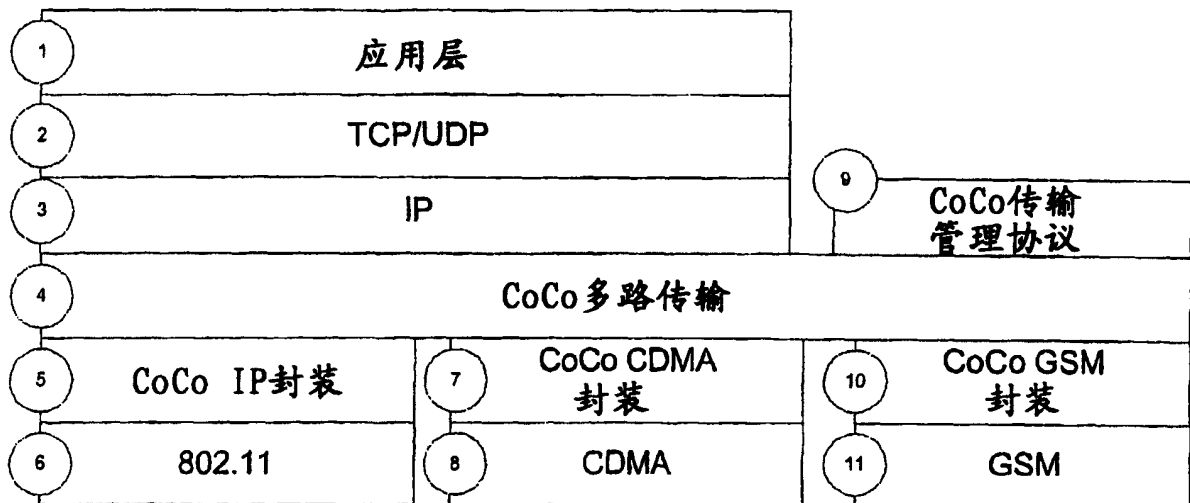 1
应用层
2
TCP/UDP
3
IP
9
CoCo传输
管理协议
4
CoCo多路传输
5
CoCo IP封装
7
CoCo CDMA
封装
10
CoCo GSM
封装
6
802.11
8
CDMA
11
GSM